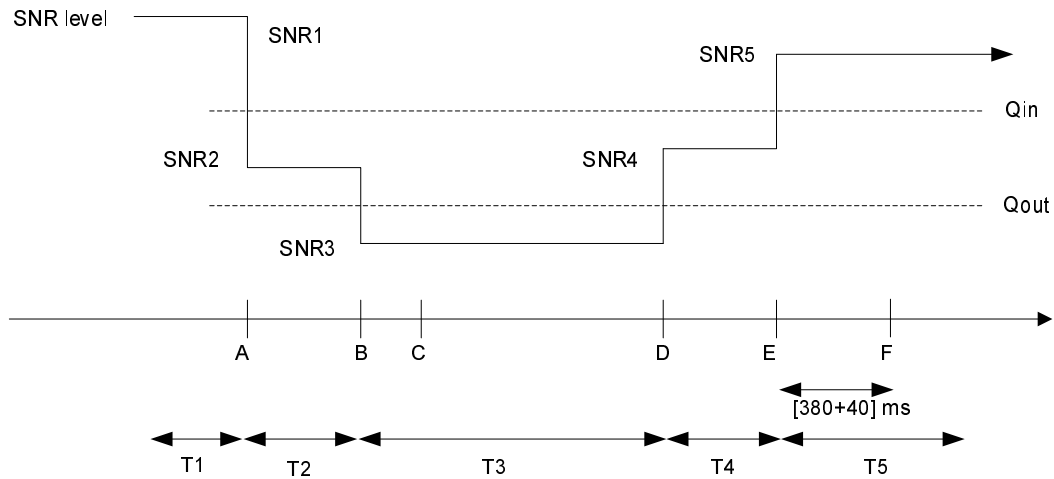 SNR level
SNR1
SNR5
Qin
SNR2
SNR4
Qout
SNR3
A B C D E F
[380+40] ms
T1 T2 T3 T4 T5